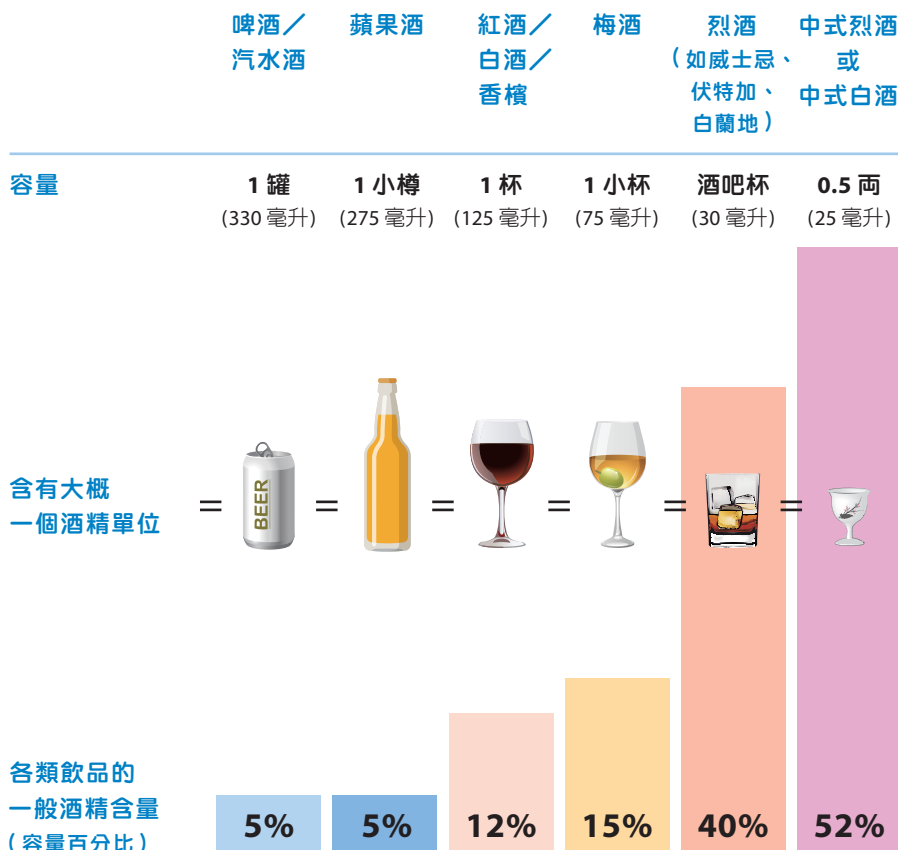 啤酒／
汽水酒
蘋果酒
紅酒／
白酒／
香檳
梅酒
烈酒
（如威士忌、
伏特加、
白蘭地）
中式烈酒
或
中式白酒
容量
1 罐
(330 毫升)
1 小樽
(275 毫升)
1 杯
(125 毫升)
1 小杯
(75 毫升)
酒吧杯
(30 毫升)
0.5 両
(25 毫升)
含有大概
一個酒精單位
= BEER = = = = =
各類飲品的
一般酒精含量
（容量百分比）
5% 5% 12% 15% 40% 52%